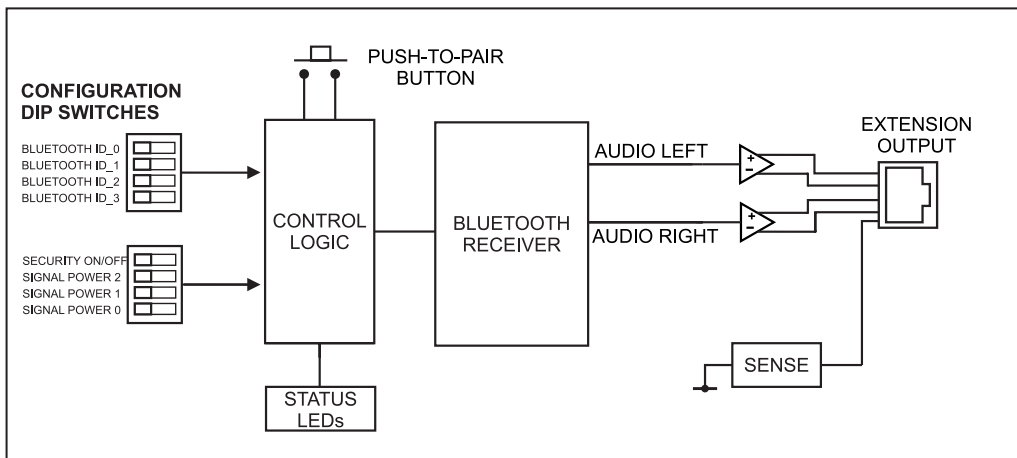 PUSH-TO-PAIR
BUTTON
CONFIGURATION
DIP SWITCHES
BLUETOOTH ID_0
BLUETOOTH ID_1
BLUETOOTH ID_2
BLUETOOTH ID_3
SECURITY ON/OFF
SIGNAL POWER 2
SIGNAL POWER 1
SIGNAL POWER 0
CONTROL
LOGIC
STATUS
LEDs
BLUETOOTH
RECEIVER
AUDIO LEFT
AUDIO RIGHT
+
-
+
-
EXTENSION
OUTPUT
SENSE